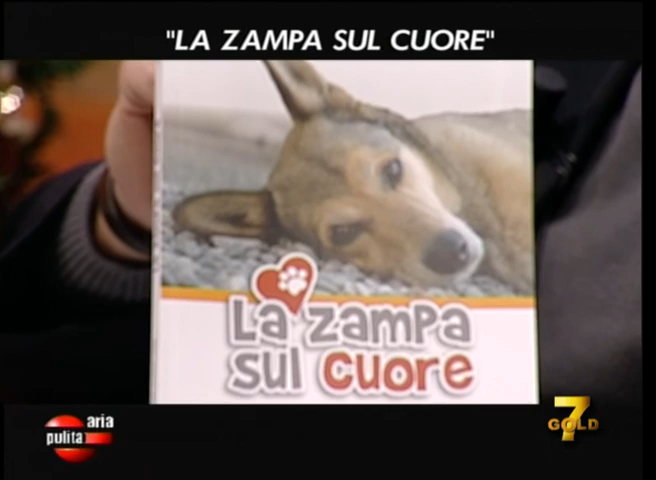 "LA ZAMPA SUL CUORE"
La zampa
sul cuore
aria
pulita
7
GOLD